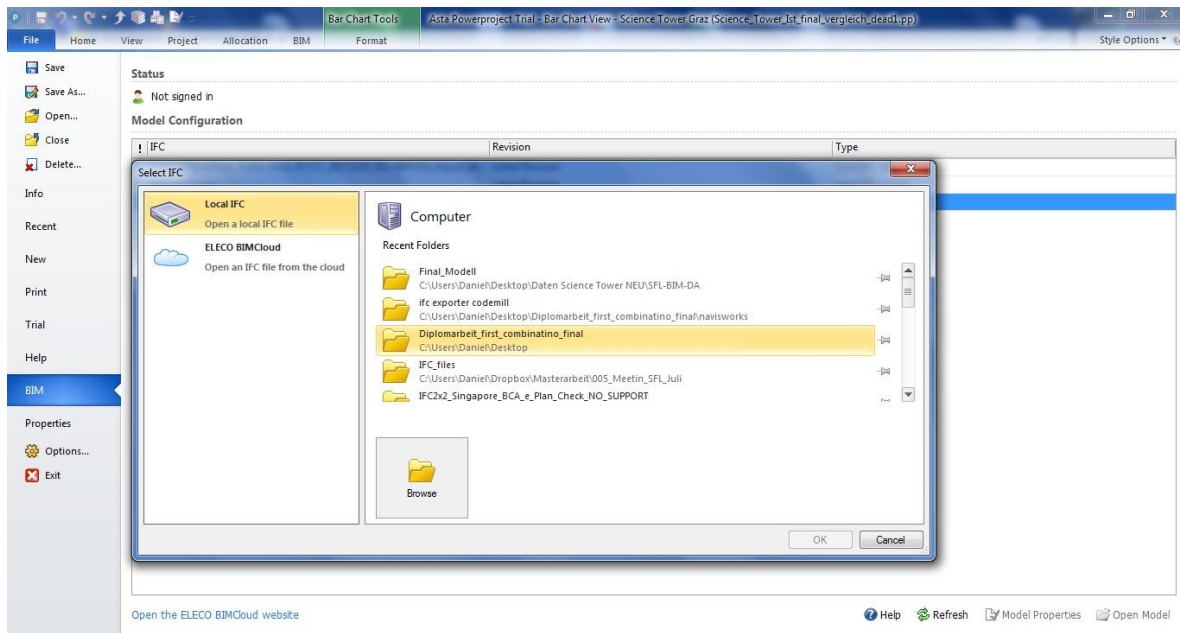 Bar Chart Tools
Asta Powerproject Trial - Bar Chart View - Science Tower Graz (Science_Tower_Ist_final_vergleich_dead1.pp)
File Home View Project Allocation BIM Format Style Options
Save
Save As...
Open...
Close
Delete...
Info
Recent
New
Print
Trial
Help
BIM
Properties
Options...
Exit
Status
Not signed in
Model Configuration
! IFC Revision Type
Select IFC
Local IFC
Open a local IFC file
ELECO BIMCloud
Open an IFC file from the cloud
Computer
Recent Folders
Final_Modell
C:\Users\Daniel\Desktop\Daten Science Tower NEU\SFL-BIM-DA
ifc exporter codemill
C:\Users\Daniel\Desktop\Diplomarbeit_first_combinatino_final\navisworks
Diplomarbeit_first_combinatino_final
C:\Users\Daniel\Desktop
IFC_files
C:\Users\Daniel\Dropbox\Masterarbeit\005_Meetin_SFL_Juli
IFC2x2_Singapore_BCA_e_Plan_Check_NO_SUPPORT
Browse
OK Cancel
Open the ELECO BIMCloud website
Help Refresh Model Properties Open Model